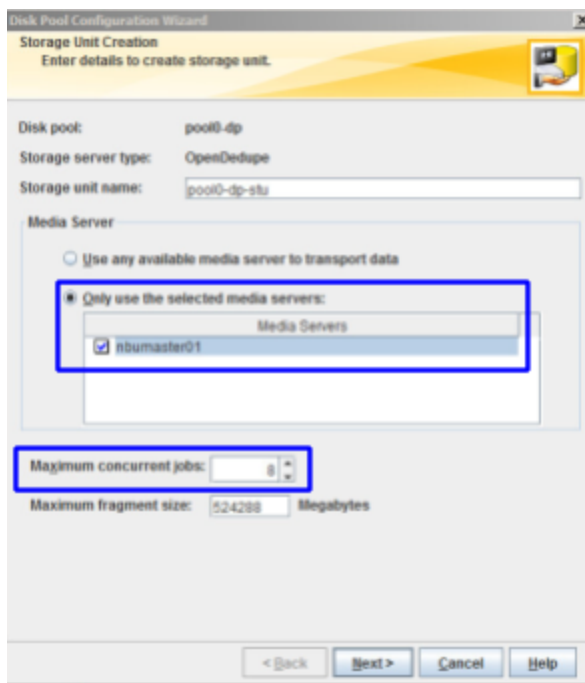 Disk Pool Configuration Wizard
Storage Unit Creation
Enter details to create storage unit.
Disk pool: pool0-dp
Storage server type: OpenDedupe
Storage unit name: pool0-dp-stu
Media Server
Use any available media server to transport data
Only use the selected media servers:
Media Servers
nbumaster01
Maximum concurrent jobs: 8
Maximum fragment size: 524288 Megabytes
< Back Next > Cancel Help